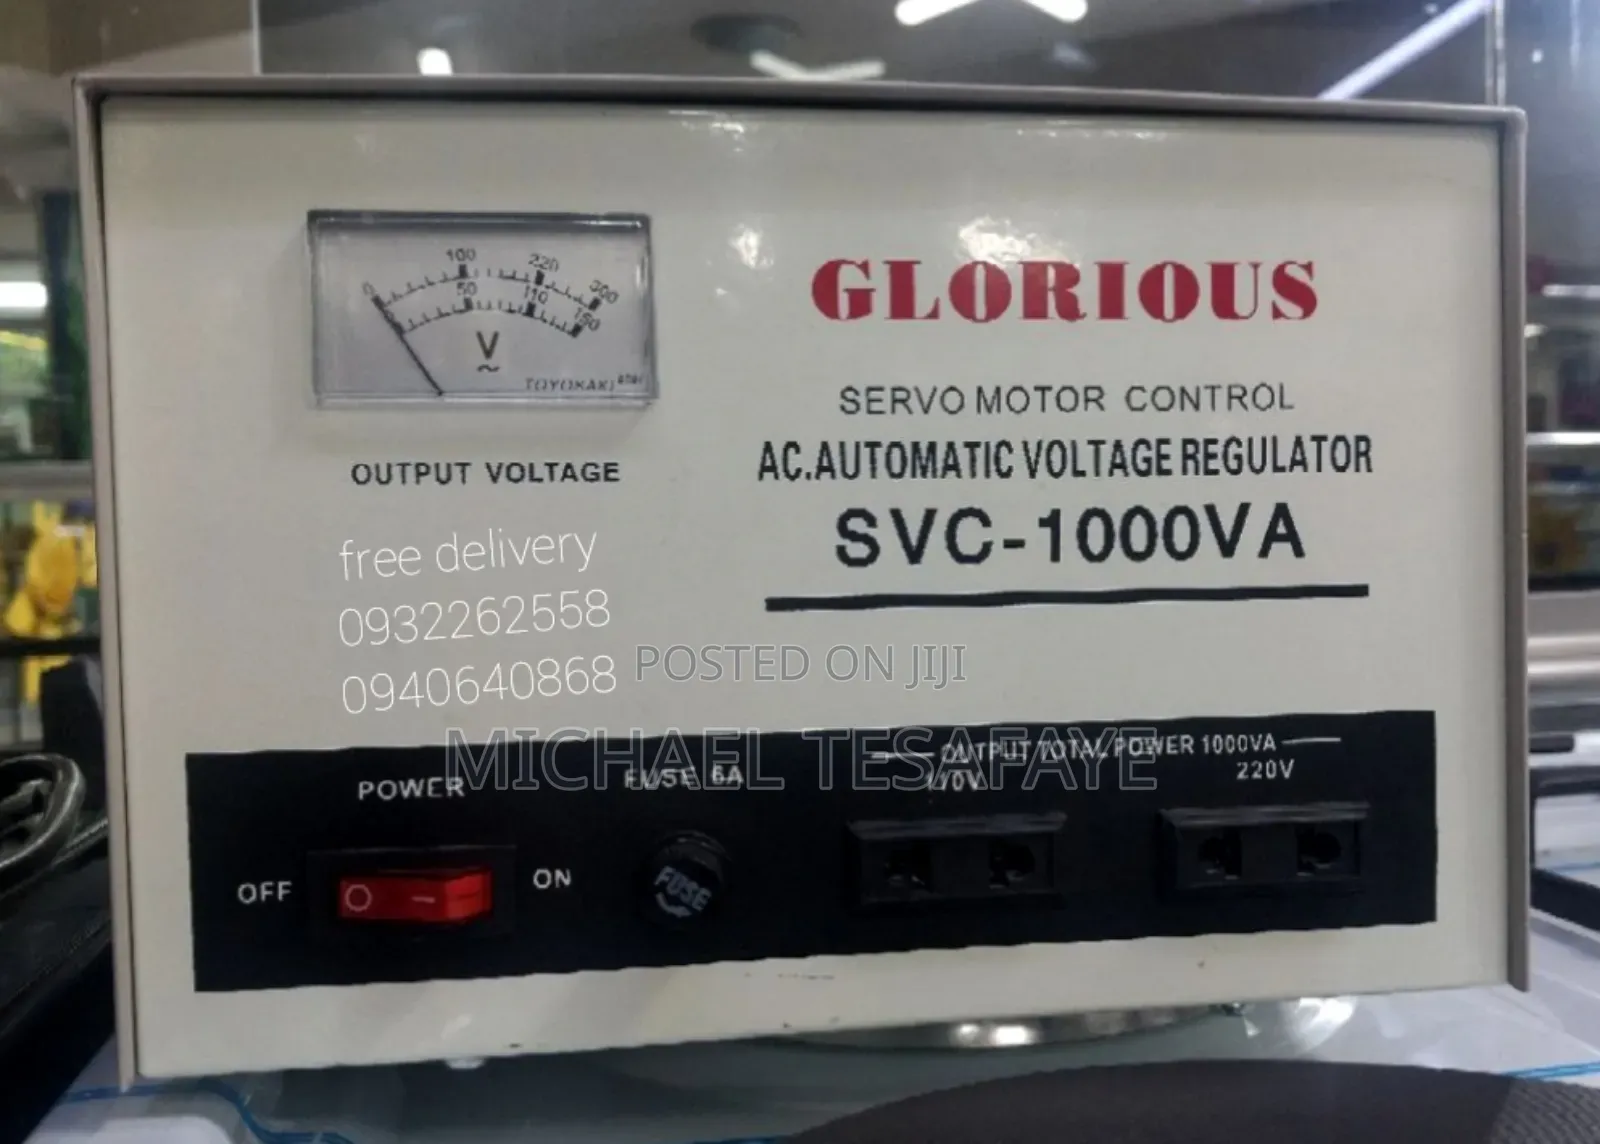 0 100 220 300
0 50 110 150
V
~
TOYOKAKI
OUTPUT VOLTAGE
GLORIOUS
SERVO MOTOR CONTROL
AC.AUTOMATIC VOLTAGE REGULATOR
SVC-1000VA
free delivery
0932262558
0940640868
POSTED ON JIJI
MICHAEL TESAFAYE
POWER
OFF
ON
FUSE 6A
FUSE
OUTPUT TOTAL POWER 1000VA
110V
220V